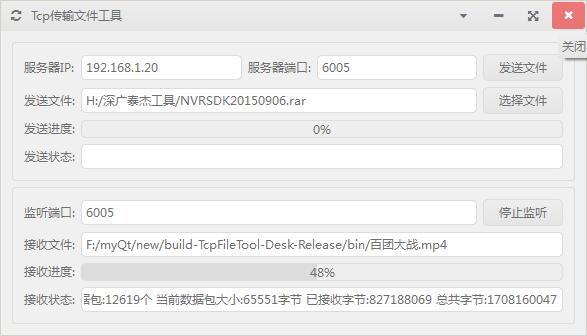 Tcp传输文件工具
关闭
服务器IP: 192.168.1.20 服务器端口: 6005 发送文件
发送文件: H:/深广泰杰工具/NVRSDK20150906.rar 选择文件
发送进度: 0%
发送状态:
监听端口: 6005 停止监听
接收文件: F:/myQt/new/build-TcpFileTool-Desk-Release/bin/百团大战.mp4
接收进度: 48%
接收状态: 据包:12619个 当前数据包大小:65551字节 已接收字节:827188069 总共字节:1708160047